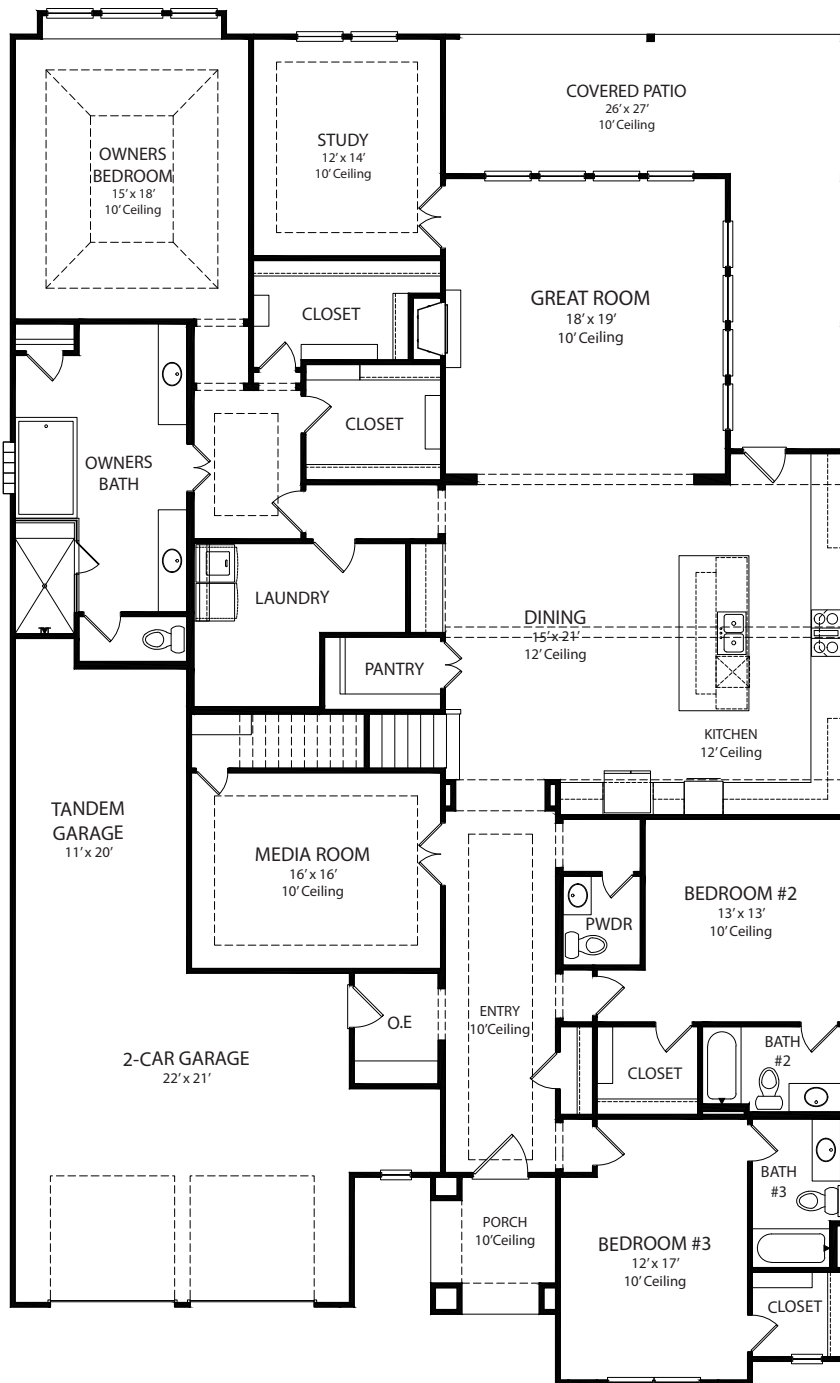 COVERED PATIO
26' x 27'
10' Ceiling
STUDY
12' x 14'
10' Ceiling
OWNERS
BEDROOM
15' x 18'
10' Ceiling
GREAT ROOM
18' x 19'
10' Ceiling
CLOSET
CLOSET
OWNERS
BATH
LAUNDRY
DINING
15' x 21'
12' Ceiling
PANTRY
KITCHEN
12' Ceiling
TANDEM
GARAGE
11' x 20'
MEDIA ROOM
16' x 16'
10' Ceiling
BEDROOM #2
13' x 13'
10' Ceiling
PWDR
ENTRY
10'Ceiling
O.E
2-CAR GARAGE
22' x 21'
CLOSET
BATH
#2
BATH
#3
PORCH
10'Ceiling
BEDROOM #3
12' x 17'
10' Ceiling
CLOSET